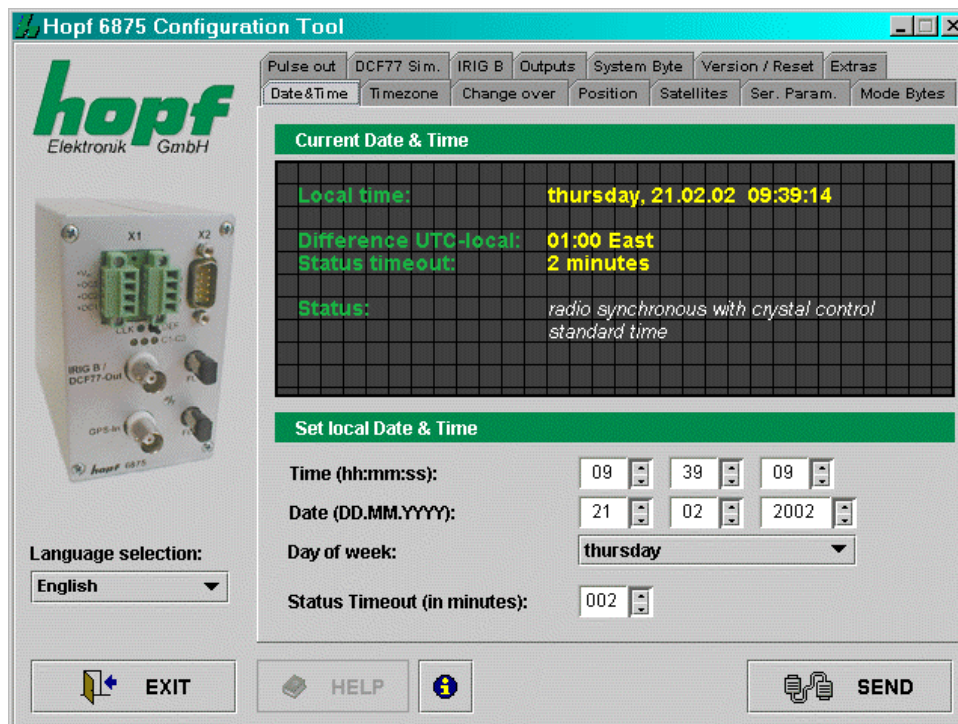 Hopf 6875 Configuration Tool
hopf
Elektronik GmbH
Pulse out DCF77 Sim. IRIG B Outputs System Byte Version / Reset Extras
Date&Time Timezone Change over Position Satellites Ser. Param. Mode Bytes
Current Date & Time
Local time: thursday, 21.02.02 09:39:14
Difference UTC-local: 01:00 East
Status timeout: 2 minutes
Status: radio synchronous with crystal control
standard time
Set local Date & Time
Time (hh:mm:ss): 09 39 09
Date (DD.MM.YYYY): 21 02 2002
Day of week: thursday
Status Timeout (in minutes): 002
X1 X2
C1-C3
IRIG B /
DCF77-Out
GPS-In
hopf 6875
Language selection:
English
EXIT HELP SEND